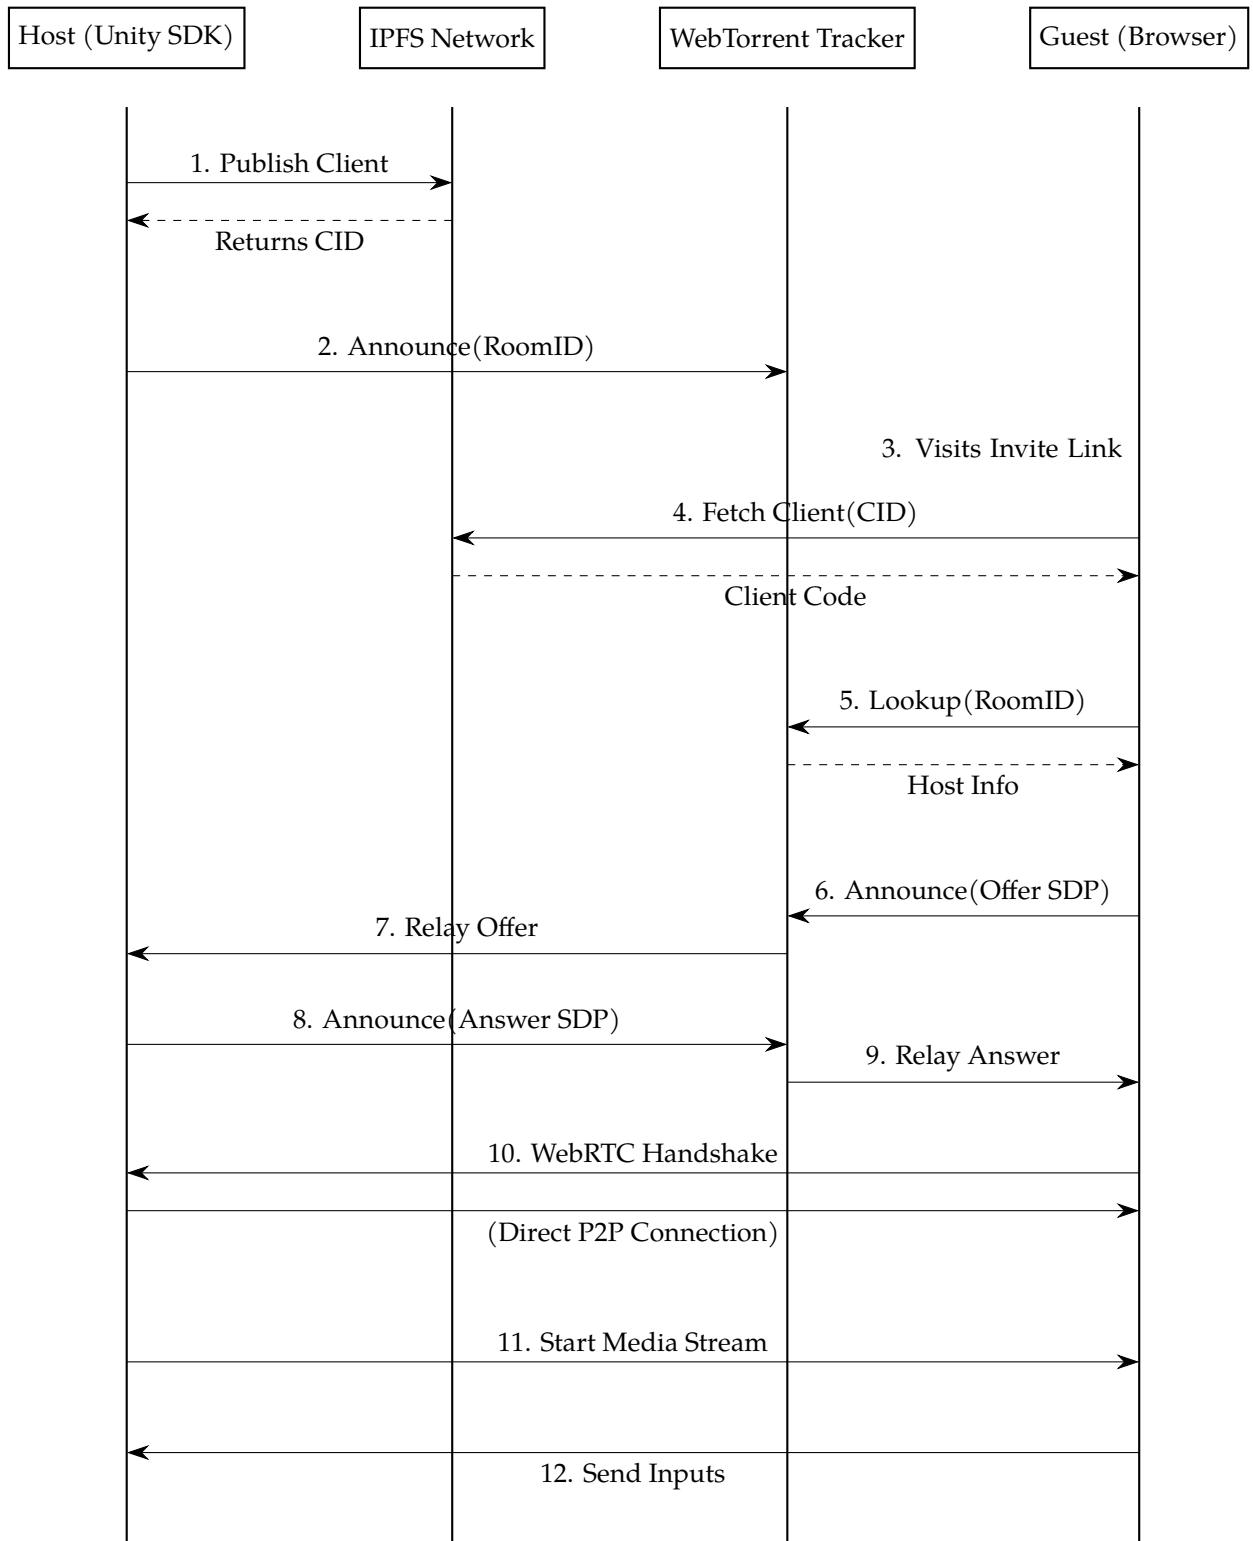 Host (Unity SDK)
IPFS Network
WebTorrent Tracker
Guest (Browser)
1. Publish Client
Returns CID
2. Announce(RoomID)
3. Visits Invite Link
4. Fetch Client(CID)
Client Code
5. Lookup(RoomID)
Host Info
6. Announce(Offer SDP)
7. Relay Offer
8. Announce(Answer SDP)
9. Relay Answer
10. WebRTC Handshake
(Direct P2P Connection)
11. Start Media Stream
12. Send Inputs